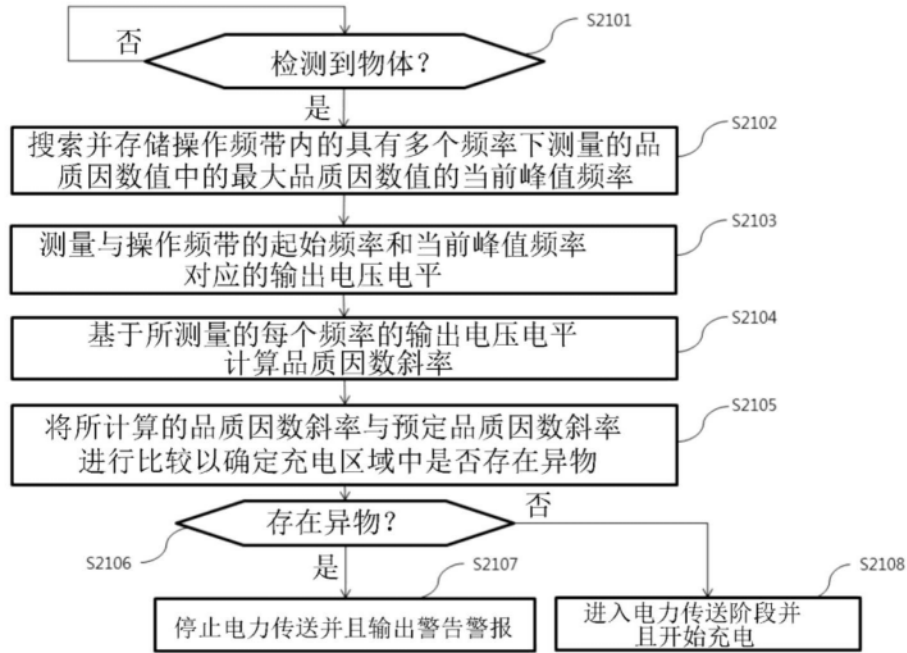 S2101
否
检测到物体？
是
S2102
搜索并存储操作频带内的具有多个频率下测量的品
质因数值中的最大品质因数值的当前峰值频率
S2103
测量与操作频带的起始频率和当前峰值频率
对应的输出电压电平
S2104
基于所测量的每个频率的输出电压电平
计算品质因数斜率
S2105
将所计算的品质因数斜率与预定品质因数斜率
进行比较以确定充电区域中是否存在异物
存在异物？
否
S2106
是
S2107
S2108
停止电力传送并且输出警告警报
进入电力传送阶段并
且开始充电